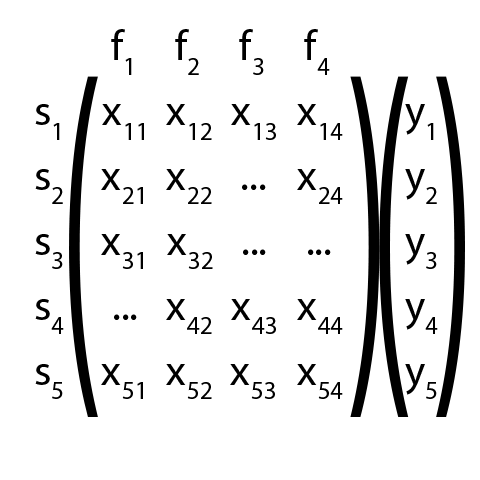 f1 f2 f3 f4
s1 ( x11 x12 x13 x14 ) ( y1 )
s2 ( x21 x22 ... x24 ) ( y2 )
s3 ( x31 x32 ... ... ) ( y3 )
s4 ( ... x42 x43 x44 ) ( y4 )
s5 ( x51 x52 x53 x54 ) ( y5 )